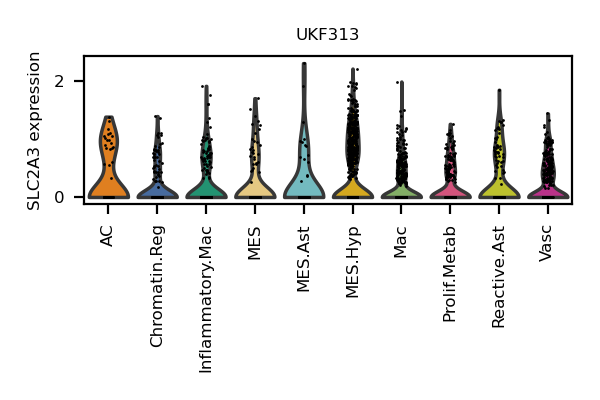 UKF313
SLC2A3 expression
2
0
AC
Chromatin.Reg
Inflammatory.Mac
MES
MES.Ast
MES.Hyp
Mac
Prolif.Metab
Reactive.Ast
Vasc